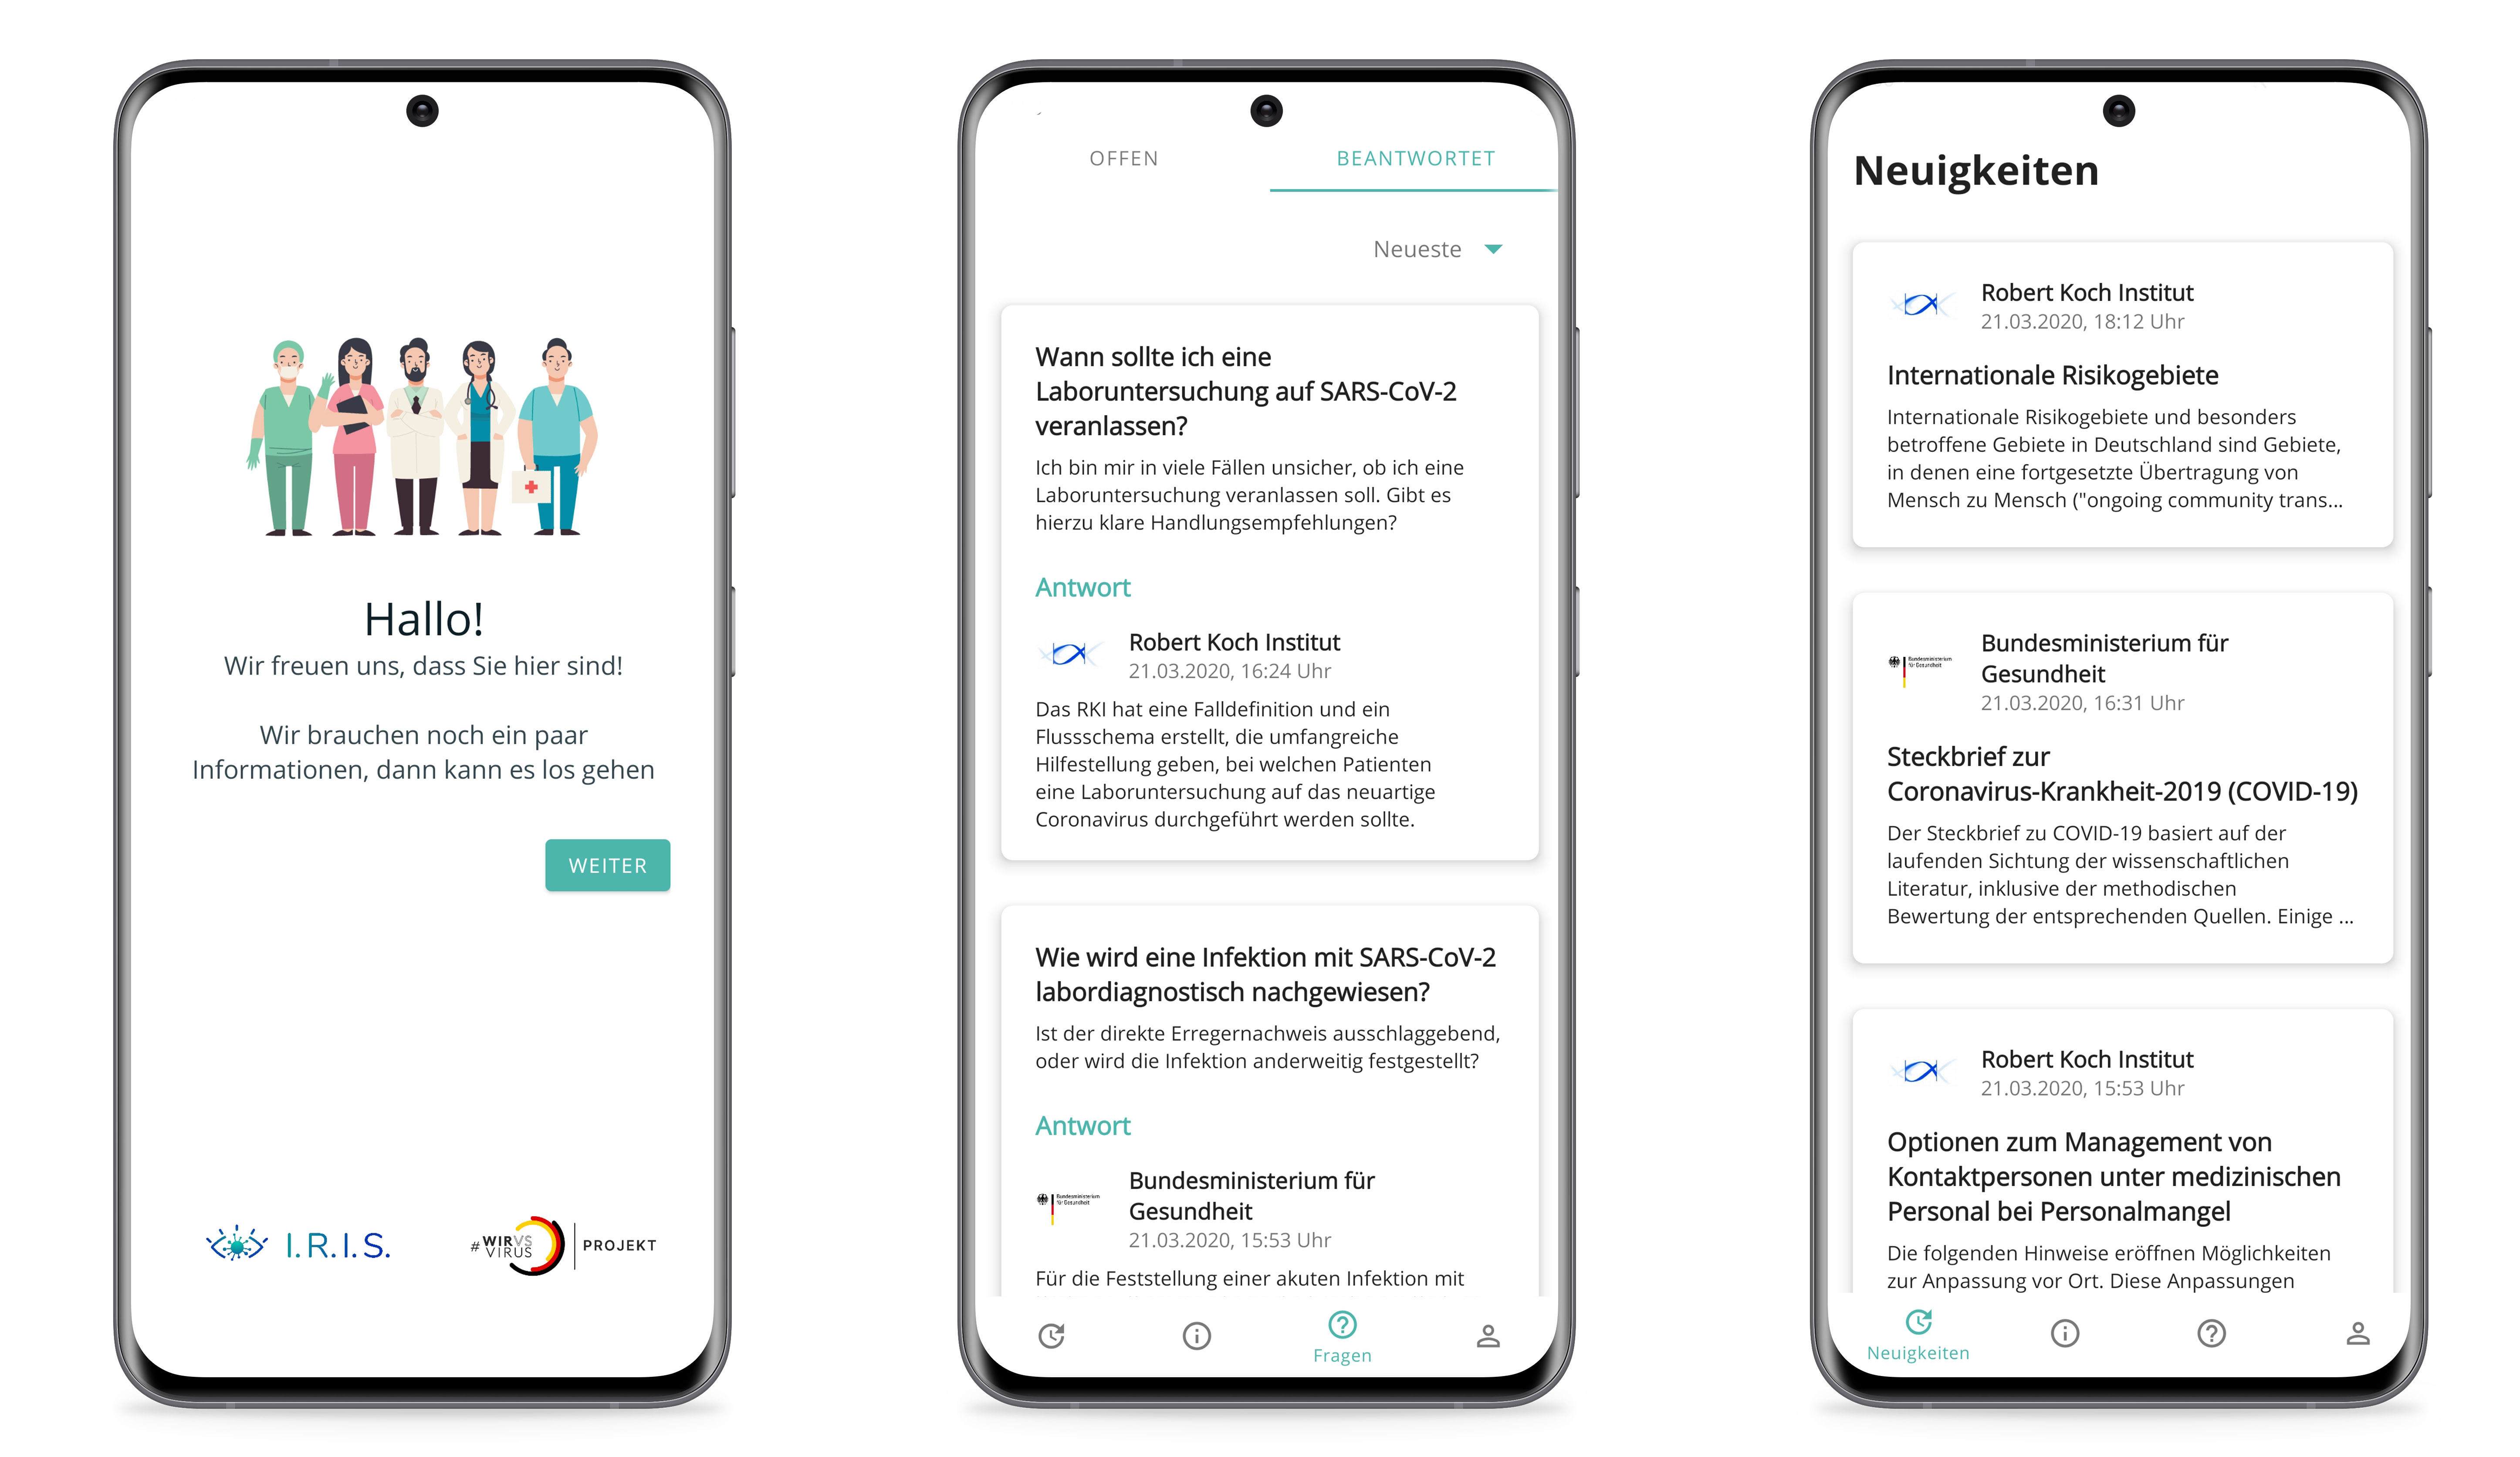 Hallo!
Wir freuen uns, dass Sie hier sind!
Wir brauchen noch ein paar
Informationen, dann kann es los gehen
WEITER
I.R.I.S.
#WIRVS
VIRUS
PROJEKT
OFFEN
BEANTWORTET
Neueste
Wann sollte ich eine
Laboruntersuchung auf SARS-CoV-2
veranlassen?
Ich bin mir in viele Fällen unsicher, ob ich eine
Laboruntersuchung veranlassen soll. Gibt es
hierzu klare Handlungsempfehlungen?
Antwort
Robert Koch Institut
21.03.2020, 16:24 Uhr
Das RKI hat eine Falldefinition und ein
Flussschema erstellt, die umfangreiche
Hilfestellung geben, bei welchen Patienten
eine Laboruntersuchung auf das neuartige
Coronavirus durchgeführt werden sollte.
Wie wird eine Infektion mit SARS-CoV-2
labordiagnostisch nachgewiesen?
Ist der direkte Erregernachweis ausschlaggebend,
oder wird die Infektion anderweitig festgestellt?
Antwort
Bundesministerium
für Gesundheit
Bundesministerium für
Gesundheit
21.03.2020, 15:53 Uhr
Für die Feststellung einer akuten Infektion mit
Fragen
Neuigkeiten
Robert Koch Institut
21.03.2020, 18:12 Uhr
Internationale Risikogebiete
Internationale Risikogebiete und besonders
betroffene Gebiete in Deutschland sind Gebiete,
in denen eine fortgesetzte Übertragung von
Mensch zu Mensch ("ongoing community trans...
Bundesministerium
für Gesundheit
Bundesministerium für
Gesundheit
21.03.2020, 16:31 Uhr
Steckbrief zur
Coronavirus-Krankheit-2019 (COVID-19)
Der Steckbrief zu COVID-19 basiert auf der
laufenden Sichtung der wissenschaftlichen
Literatur, inklusive der methodischen
Bewertung der entsprechenden Quellen. Einige ...
Robert Koch Institut
21.03.2020, 15:53 Uhr
Optionen zum Management von
Kontaktpersonen unter medizinischen
Personal bei Personalmangel
Die folgenden Hinweise eröffnen Möglichkeiten
zur Anpassung vor Ort. Diese Anpassungen
Neuigkeiten